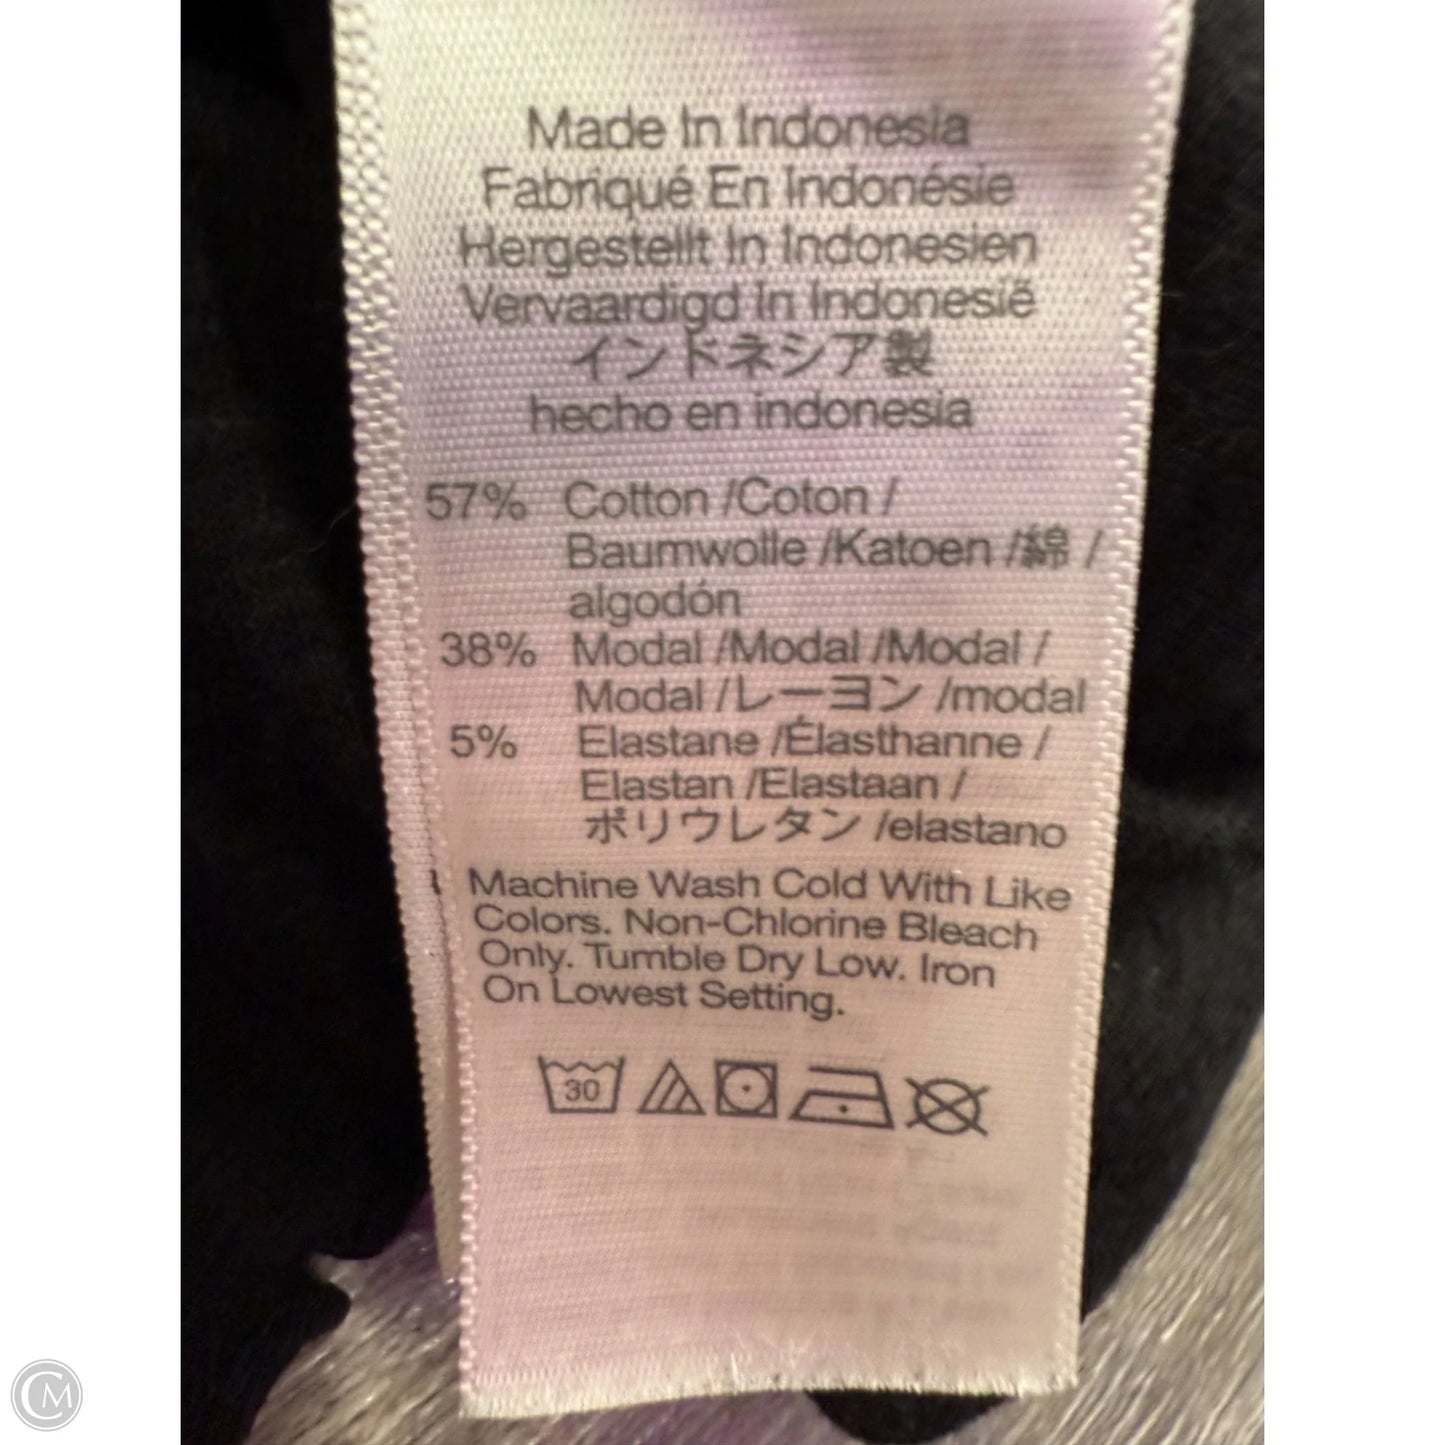 Made In Indonesia
Fabriqué En Indonésie
Hergestellt In Indonesien
Vervaardigd In Indonesië
インドネシア製
hecho en indonesia
57% Cotton /Coton /
Baumwolle /Katoen /綿 /
algodón
38% Modal /Modal /Modal /
Modal /レーヨン /modal
5% Elastane /Élasthanne /
Elastan /Elastaan /
ポリウレタン /elastano
Machine Wash Cold With Like
Colors. Non-Chlorine Bleach
Only. Tumble Dry Low. Iron
On Lowest Setting.
30
CM